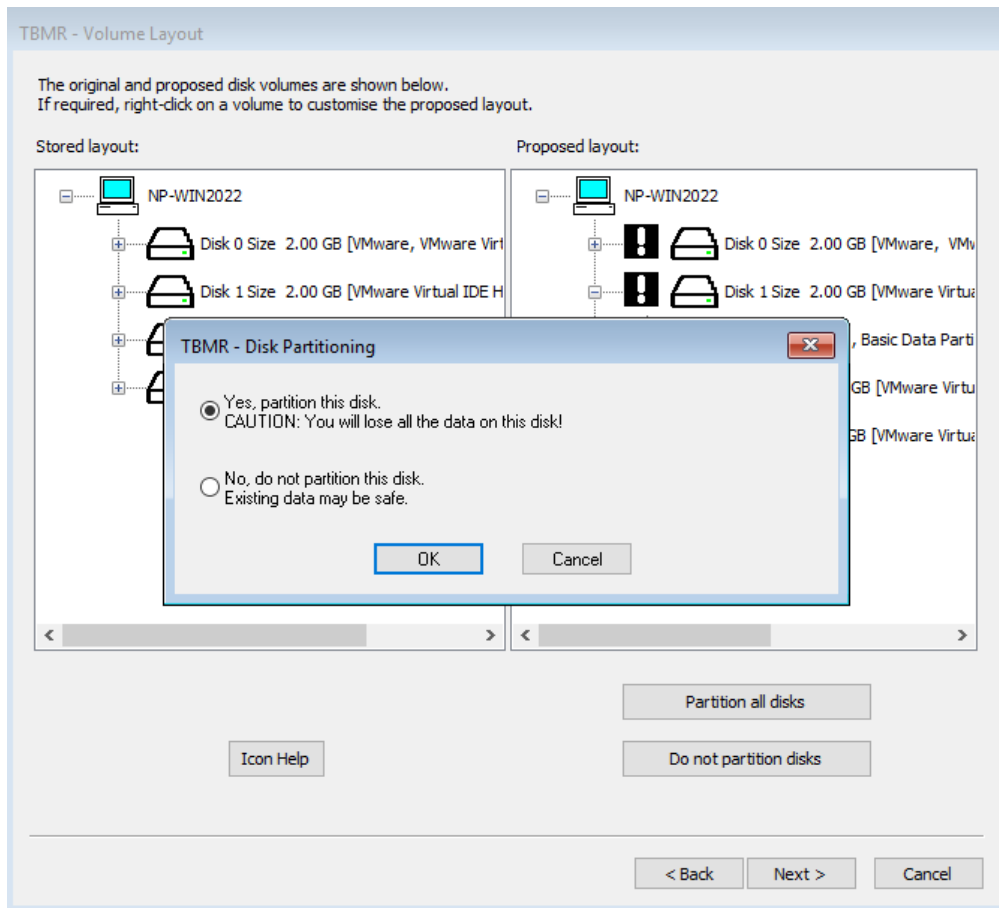 TBMR - Volume Layout
The original and proposed disk volumes are shown below.
If required, right-click on a volume to customise the proposed layout.
Stored layout:
Proposed layout:
NP-WIN2022
NP-WIN2022
Disk 0 Size 2.00 GB [VMware, VMware Virt
Disk 0 Size 2.00 GB [VMware, VMw
Disk 1 Size 2.00 GB [VMware Virtual IDE H
Disk 1 Size 2.00 GB [VMware Virtua
TBMR - Disk Partitioning
, Basic Data Parti
Yes, partition this disk.
CAUTION: You will lose all the data on this disk!
GB [VMware Virtu
GB [VMware Virtua
No, do not partition this disk.
Existing data may be safe.
OK
Cancel
Partition all disks
Icon Help
Do not partition disks
< Back
Next >
Cancel